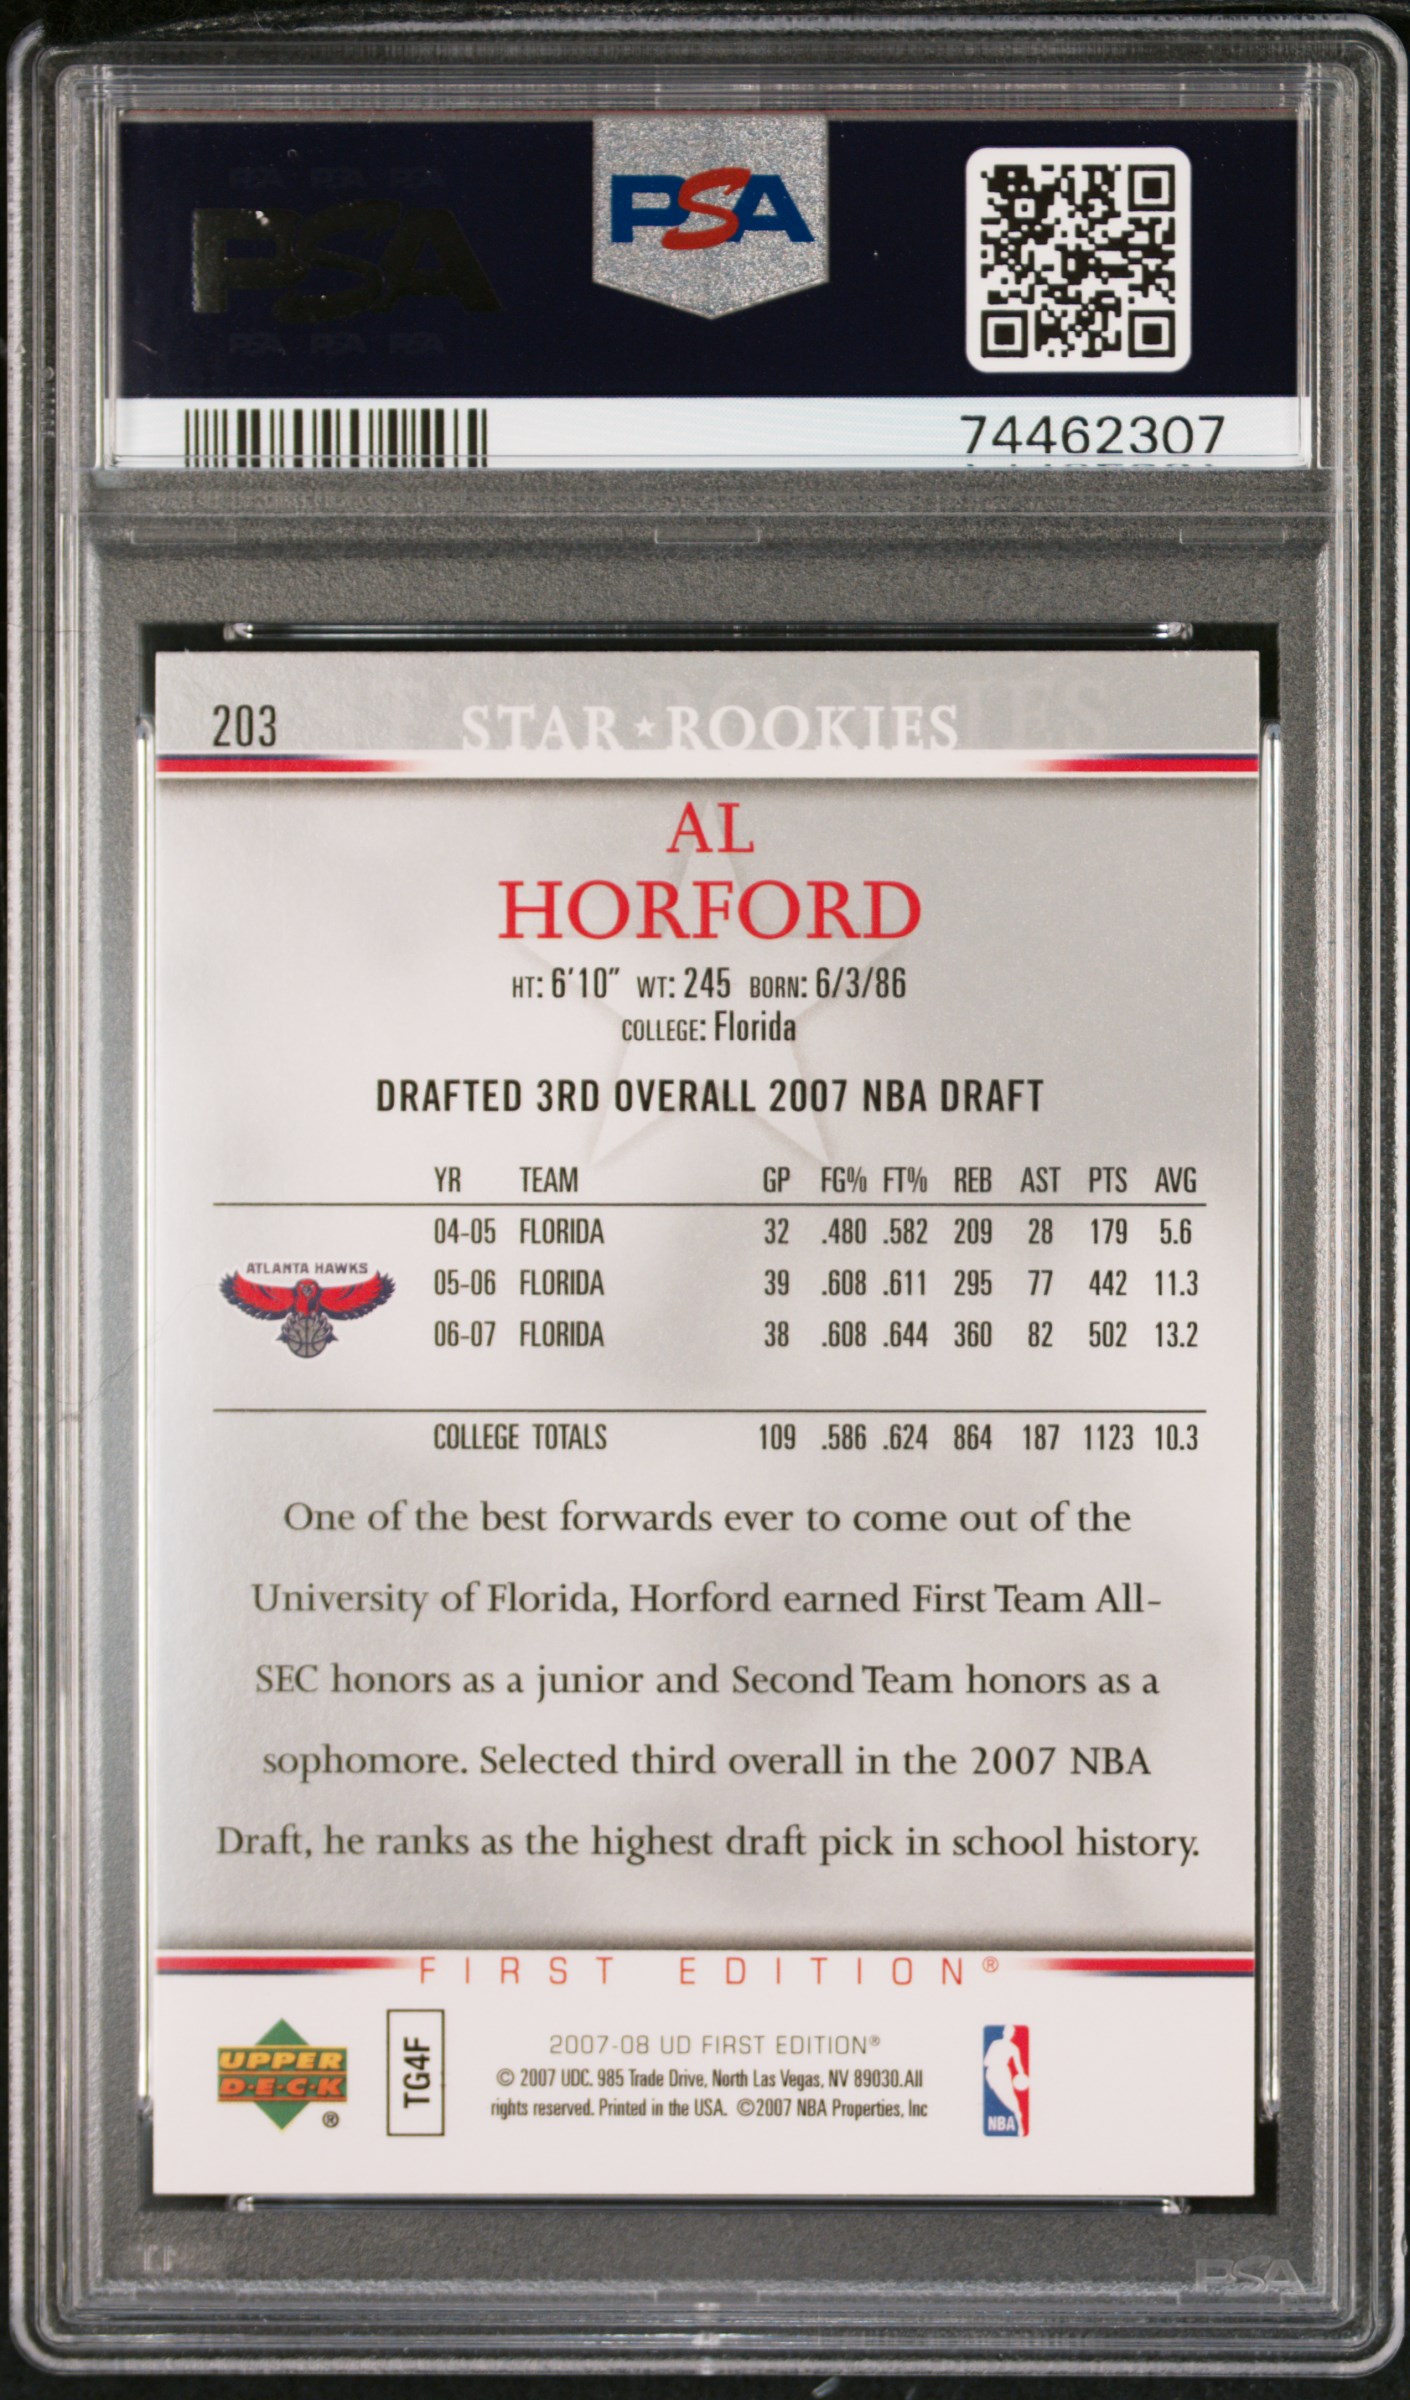 PSA PSA PSA
PSA
PSA PSA PSA
PSA
74462307
203
STAR★ROOKIES
AL
HORFORD
HT: 6'10" WT: 245 BORN: 6/3/86
COLLEGE: Florida
DRAFTED 3RD OVERALL 2007 NBA DRAFT
YR TEAM GP FG% FT% REB AST PTS AVG
04-05 FLORIDA 32 .480 .582 209 28 179 5.6
ATLANTA HAWKS
05-06 FLORIDA 39 .608 .611 295 77 442 11.3
06-07 FLORIDA 38 .608 .644 360 82 502 13.2
COLLEGE TOTALS 109 .586 .624 864 187 1123 10.3
One of the best forwards ever to come out of the
University of Florida, Horford earned First Team All-
SEC honors as a junior and Second Team honors as a
sophomore. Selected third overall in the 2007 NBA
Draft, he ranks as the highest draft pick in school history.
FIRST EDITION®
UPPER
D·E·C·K
®
TG4F
2007-08 UD FIRST EDITION®
© 2007 UDC. 985 Trade Drive, North Las Vegas, NV 89030.All
rights reserved. Printed in the USA. ©2007 NBA Properties, Inc
NBA
PSA